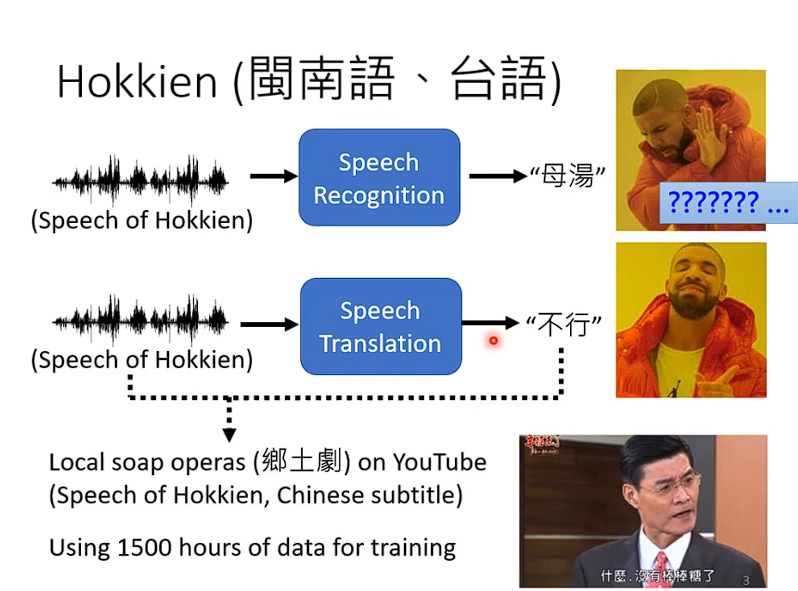 Hokkien (閩南語、台語)
Speech
Recognition
“母湯”
(Speech of Hokkien)
??????? ...
Speech
Translation
“不行”
(Speech of Hokkien)
Local soap operas (鄉土劇) on YouTube
(Speech of Hokkien, Chinese subtitle)
Using 1500 hours of data for training
什麼.沒有棒棒糖了
3